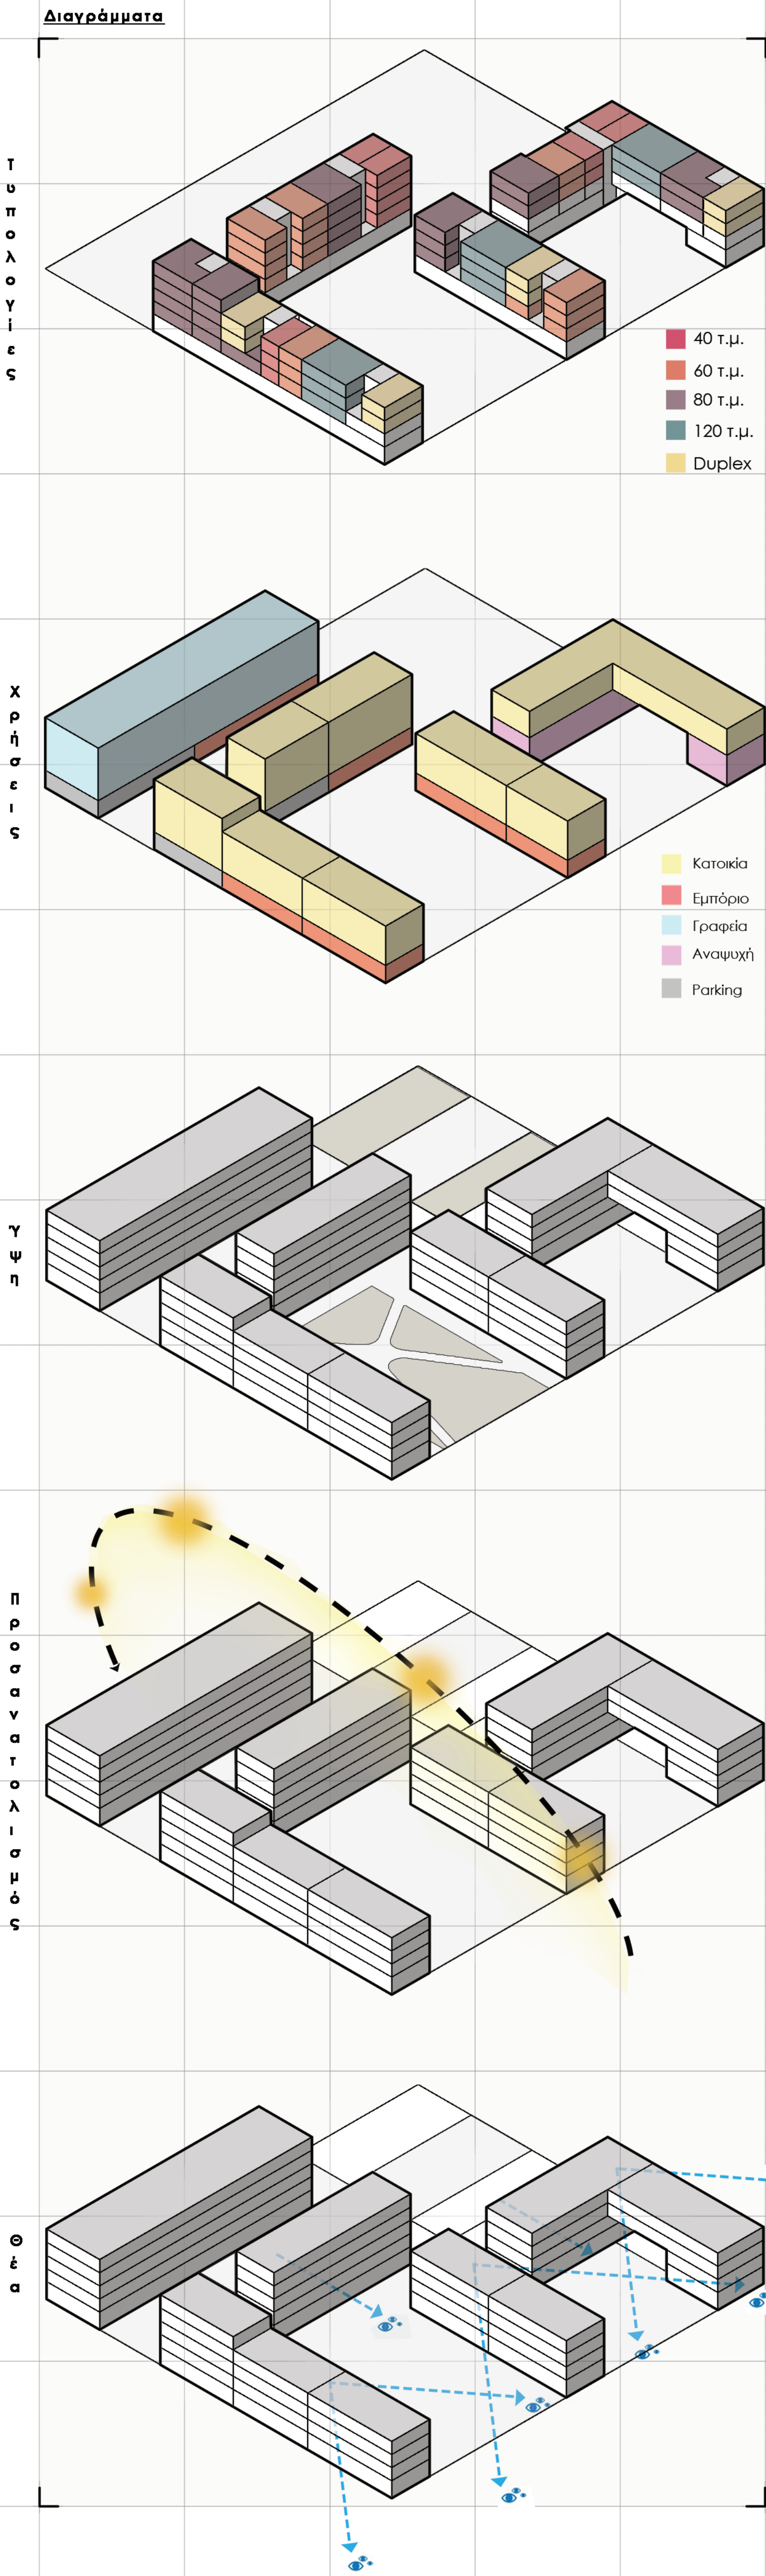 Διαγράμματα
Τυπολογίες
40 τ.μ.
60 τ.μ.
80 τ.μ.
120 τ.μ.
Duplex
Χρήσεις
Κατοικία
Εμπόριο
Γραφεία
Αναψυχή
Parking
Ύψη
Προσανατολισμός
Θέα